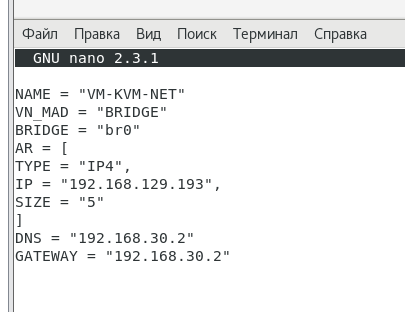 Файл Правка Вид Поиск Терминал Справка
GNU nano 2.3.1
NAME = "VM-KVM-NET"
VN_MAD = "BRIDGE"
BRIDGE = "br0"
AR = [
TYPE = "IP4",
IP = "192.168.129.193",
SIZE = "5"
]
DNS = "192.168.30.2"
GATEWAY = "192.168.30.2"